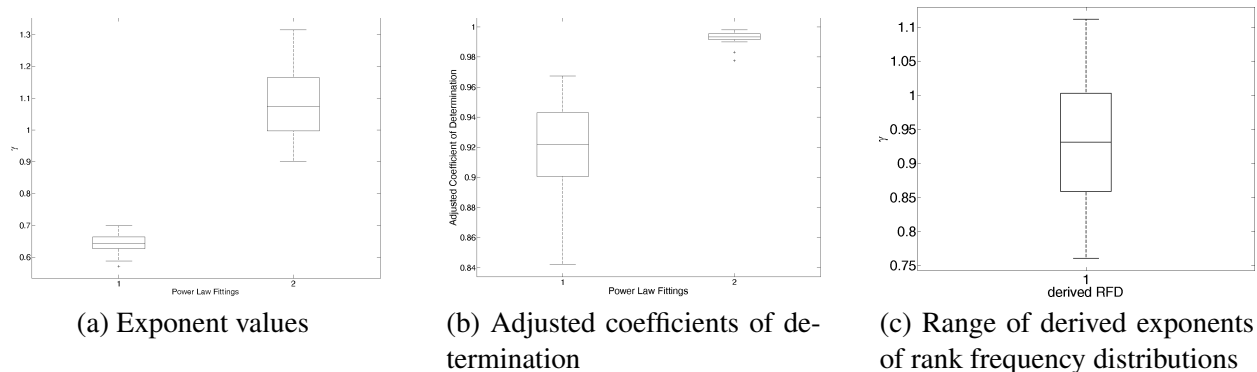 1.3
1.2
1.1
1
0.9
0.8
0.7
0.6
γ
1
2
Power Law Fittings
(a) Exponent values
1
0.98
0.96
0.94
0.92
0.9
0.88
0.86
0.84
Adjusted Coefficient of Determination
1
2
Power Law Fittings
(b) Adjusted coefficients of de-
termination
1.1
1.05
1
0.95
0.9
0.85
0.8
0.75
γ
1
derived RFD
(c) Range of derived exponents
of rank frequency distributions